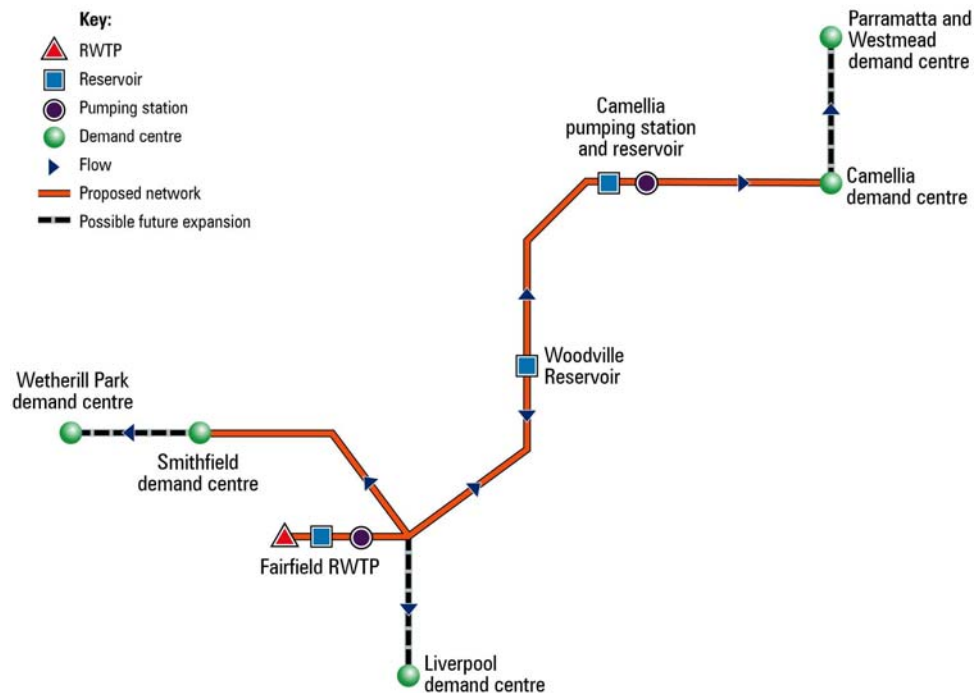 Key:
RWTP
Reservoir
Pumping station
Demand centre
Flow
Proposed network
Possible future expansion
Parramatta and
Westmead
demand centre
Camellia
pumping station
and reservoir
Camellia
demand centre
Woodville
Reservoir
Wetherill Park
demand centre
Smithfield
demand centre
Fairfield RWTP
Liverpool
demand centre